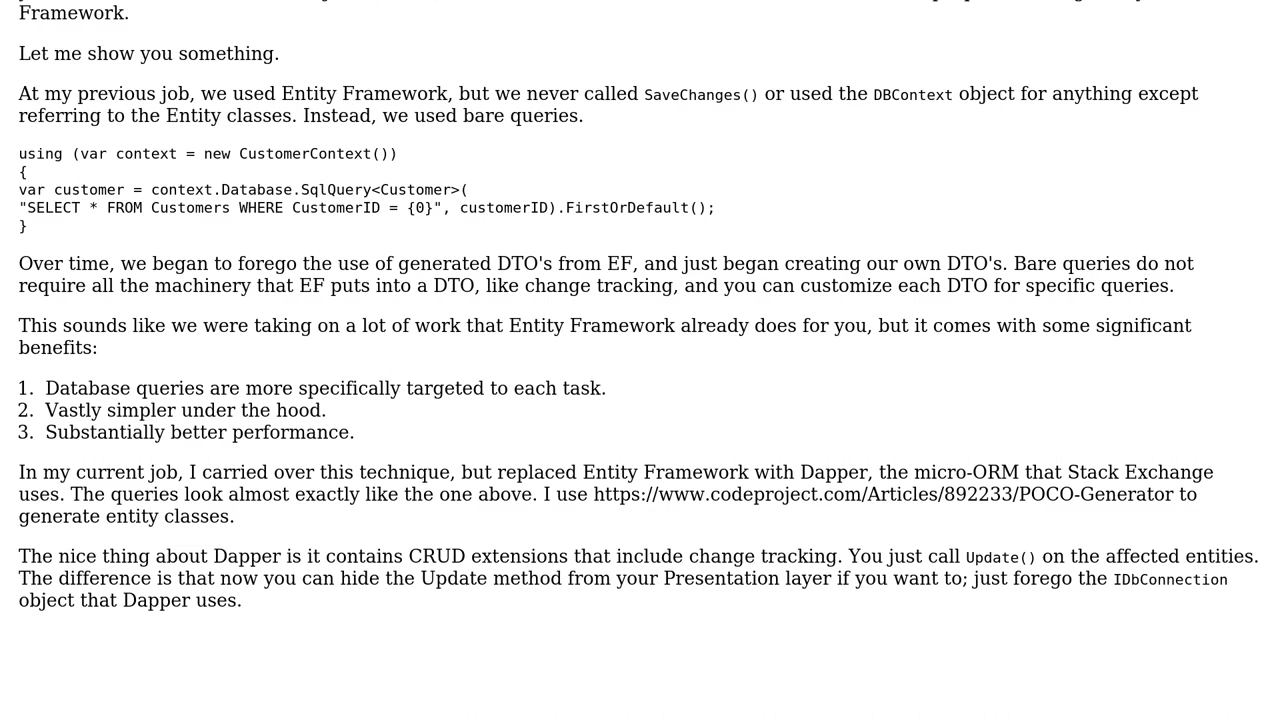 Framework.
Let me show you something.
At my previous job, we used Entity Framework, but we never called SaveChanges() or used the DBContext object for anything except
referring to the Entity classes. Instead, we used bare queries.
using (var context = new CustomerContext())
{
var customer = context.Database.SqlQuery<Customer>(
"SELECT * FROM Customers WHERE CustomerID = {0}", customerID).FirstOrDefault();
}
Over time, we began to forego the use of generated DTO's from EF, and just began creating our own DTO's. Bare queries do not
require all the machinery that EF puts into a DTO, like change tracking, and you can customize each DTO for specific queries.
This sounds like we were taking on a lot of work that Entity Framework already does for you, but it comes with some significant
benefits:
1. Database queries are more specifically targeted to each task.
2. Vastly simpler under the hood.
3. Substantially better performance.
In my current job, I carried over this technique, but replaced Entity Framework with Dapper, the micro-ORM that Stack Exchange
uses. The queries look almost exactly like the one above. I use https://www.codeproject.com/Articles/892233/POCO-Generator to
generate entity classes.
The nice thing about Dapper is it contains CRUD extensions that include change tracking. You just call Update() on the affected entities.
The difference is that now you can hide the Update method from your Presentation layer if you want to; just forego the IDbConnection
object that Dapper uses.